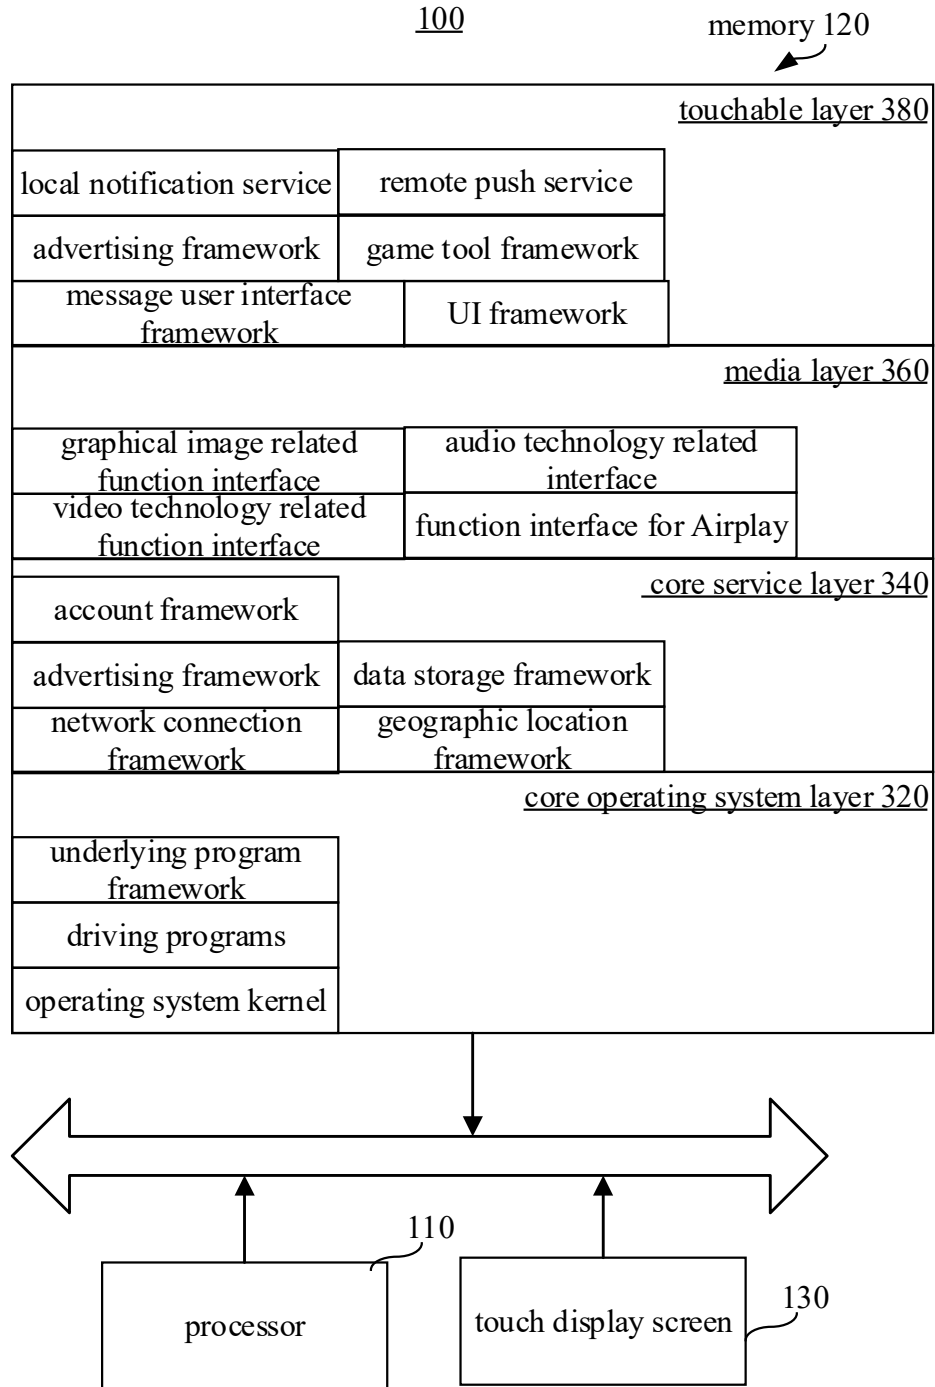 100
memory 120
touchable layer 380
local notification service
remote push service
advertising framework
game tool framework
message user interface
framework
UI framework
media layer 360
graphical image related
function interface
audio technology related
interface
video technology related
function interface
function interface for Airplay
core service layer 340
account framework
advertising framework
data storage framework
network connection
framework
geographic location
framework
core operating system layer 320
underlying program
framework
driving programs
operating system kernel
110
processor
touch display screen
130